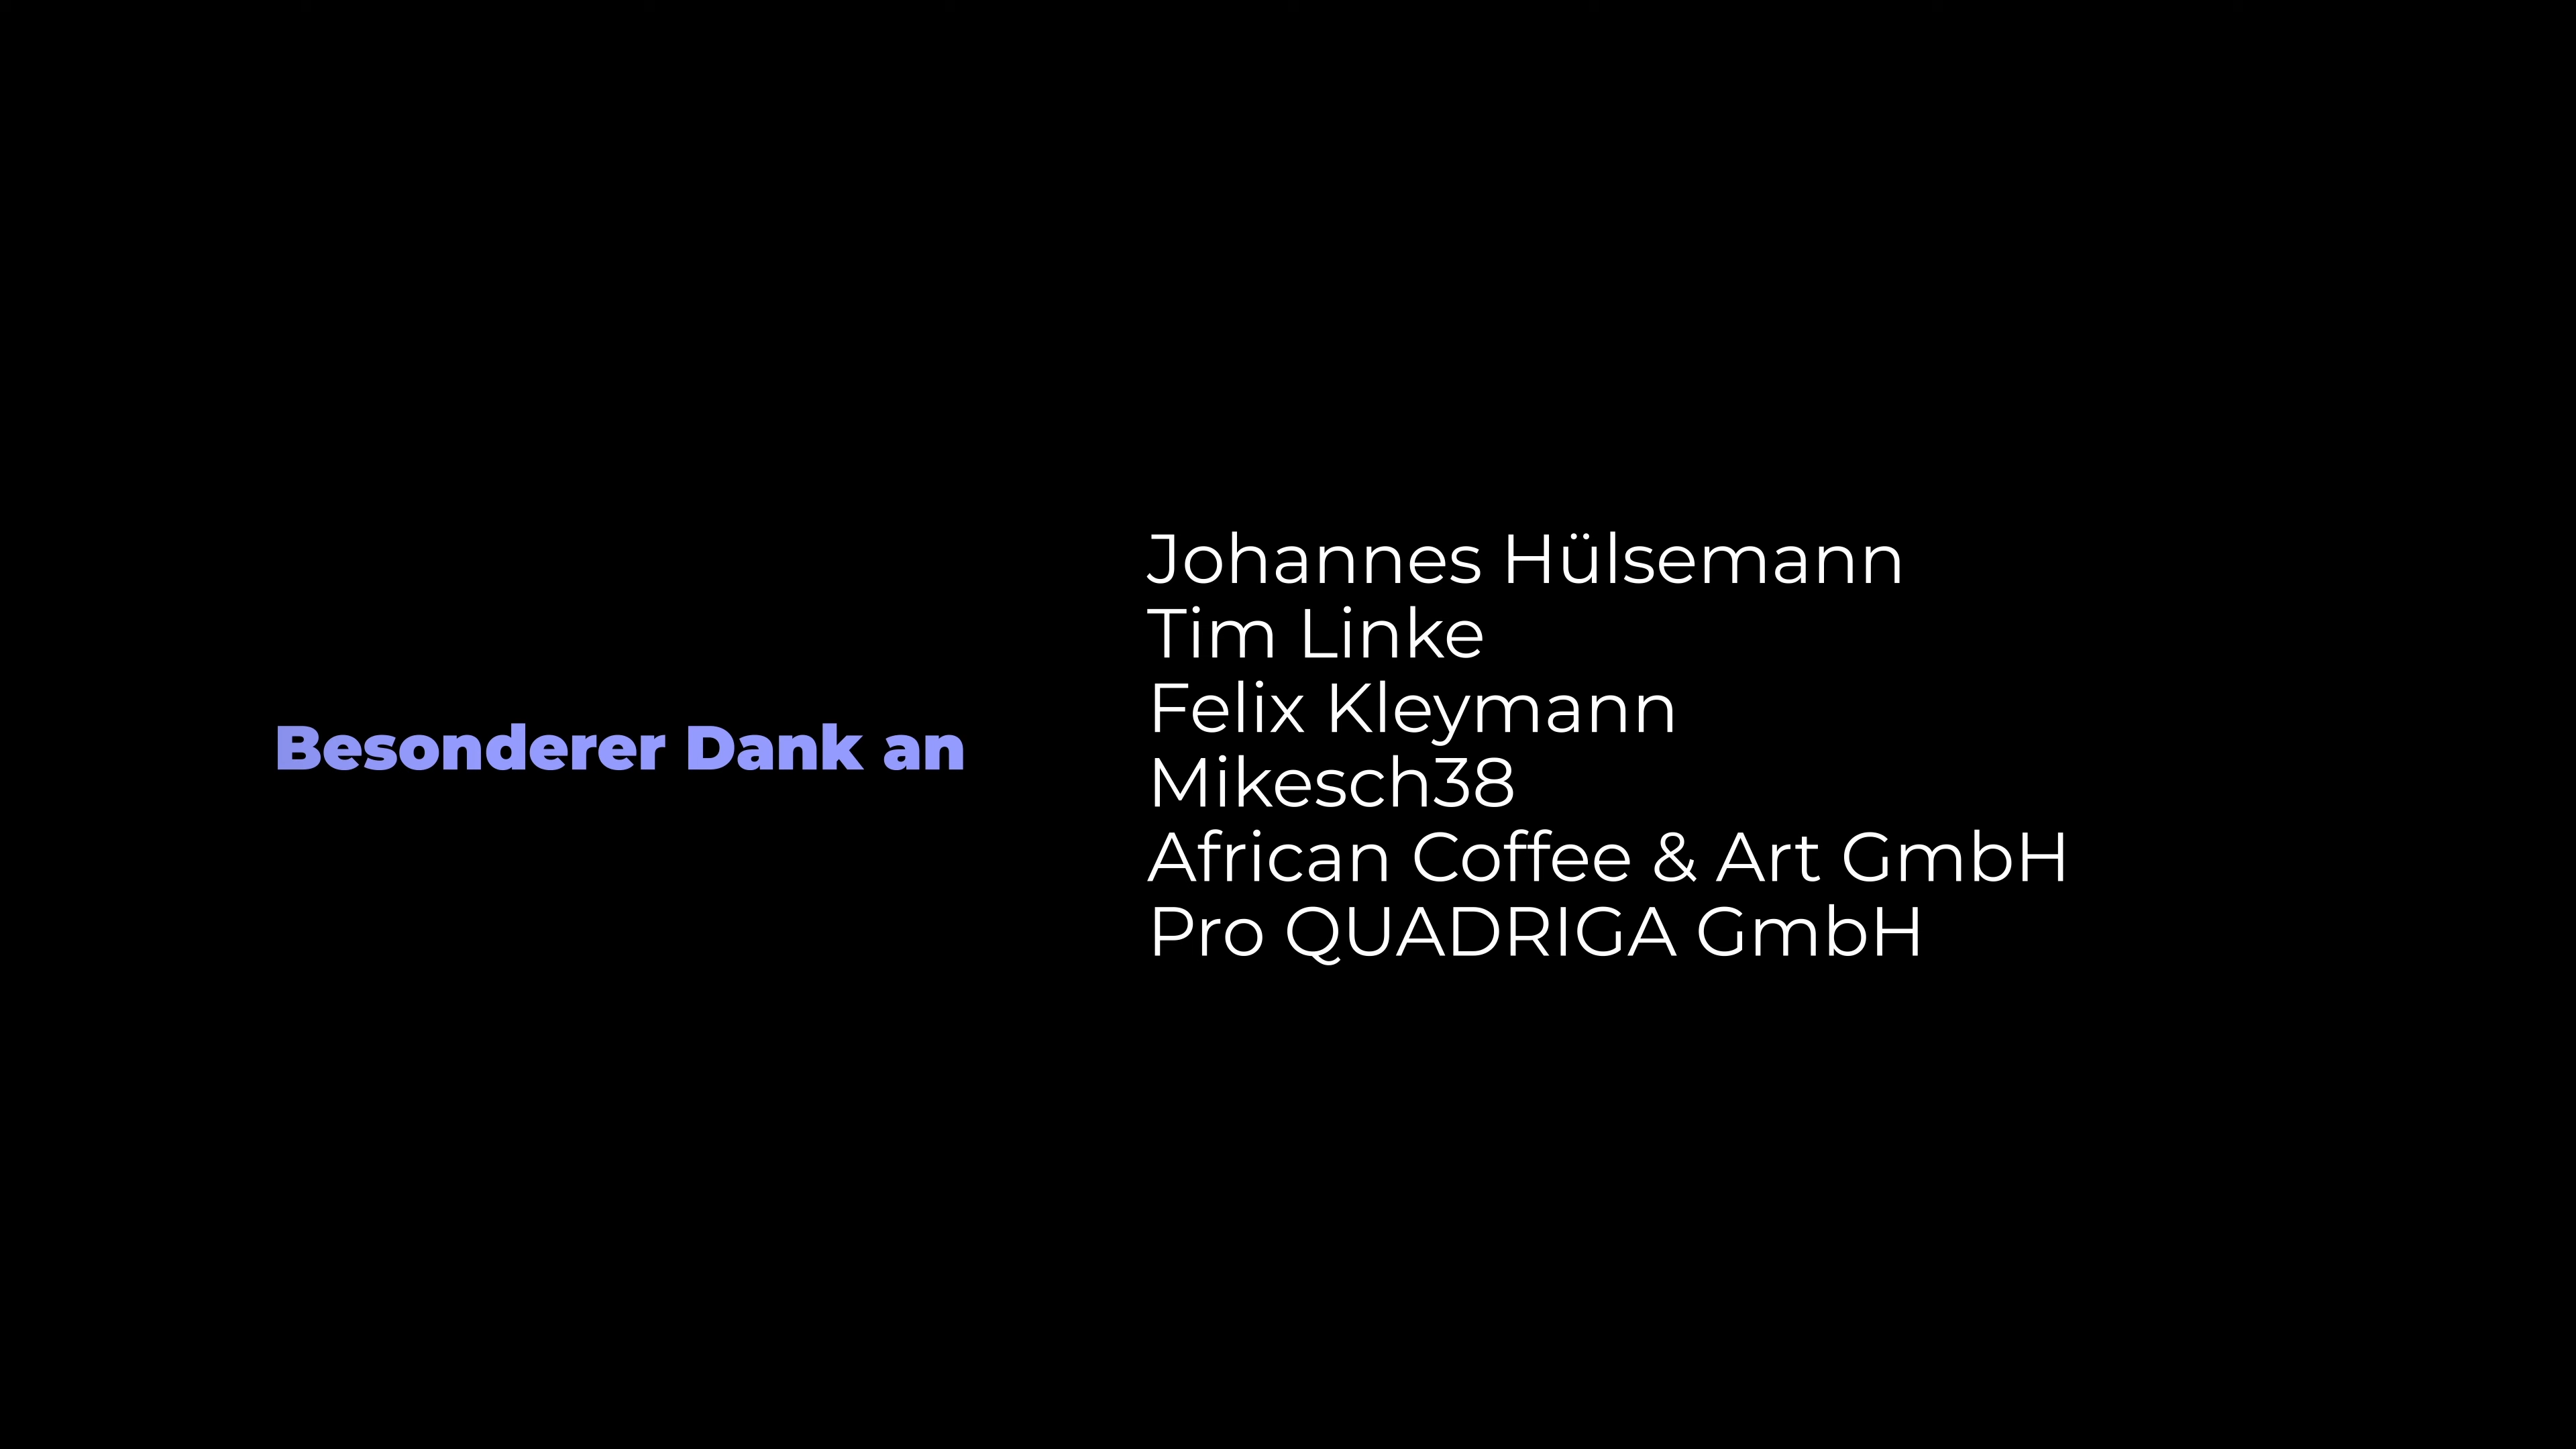 Besonderer Dank an
Johannes Hülsemann
Tim Linke
Felix Kleymann
Mikesch38
African Coffee & Art GmbH
Pro QUADRIGA GmbH